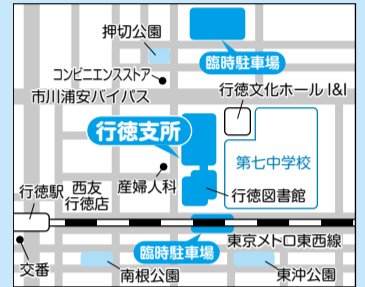 押切公園
臨時駐車場
コンビニエンスストア
市川浦安バイパス
行徳文化ホール I&I
行徳支所
第七中学校
産婦人科
行徳図書館
行徳駅
西友
行徳店
東京メトロ東西線
臨時駐車場
交番
南根公園
東沖公園